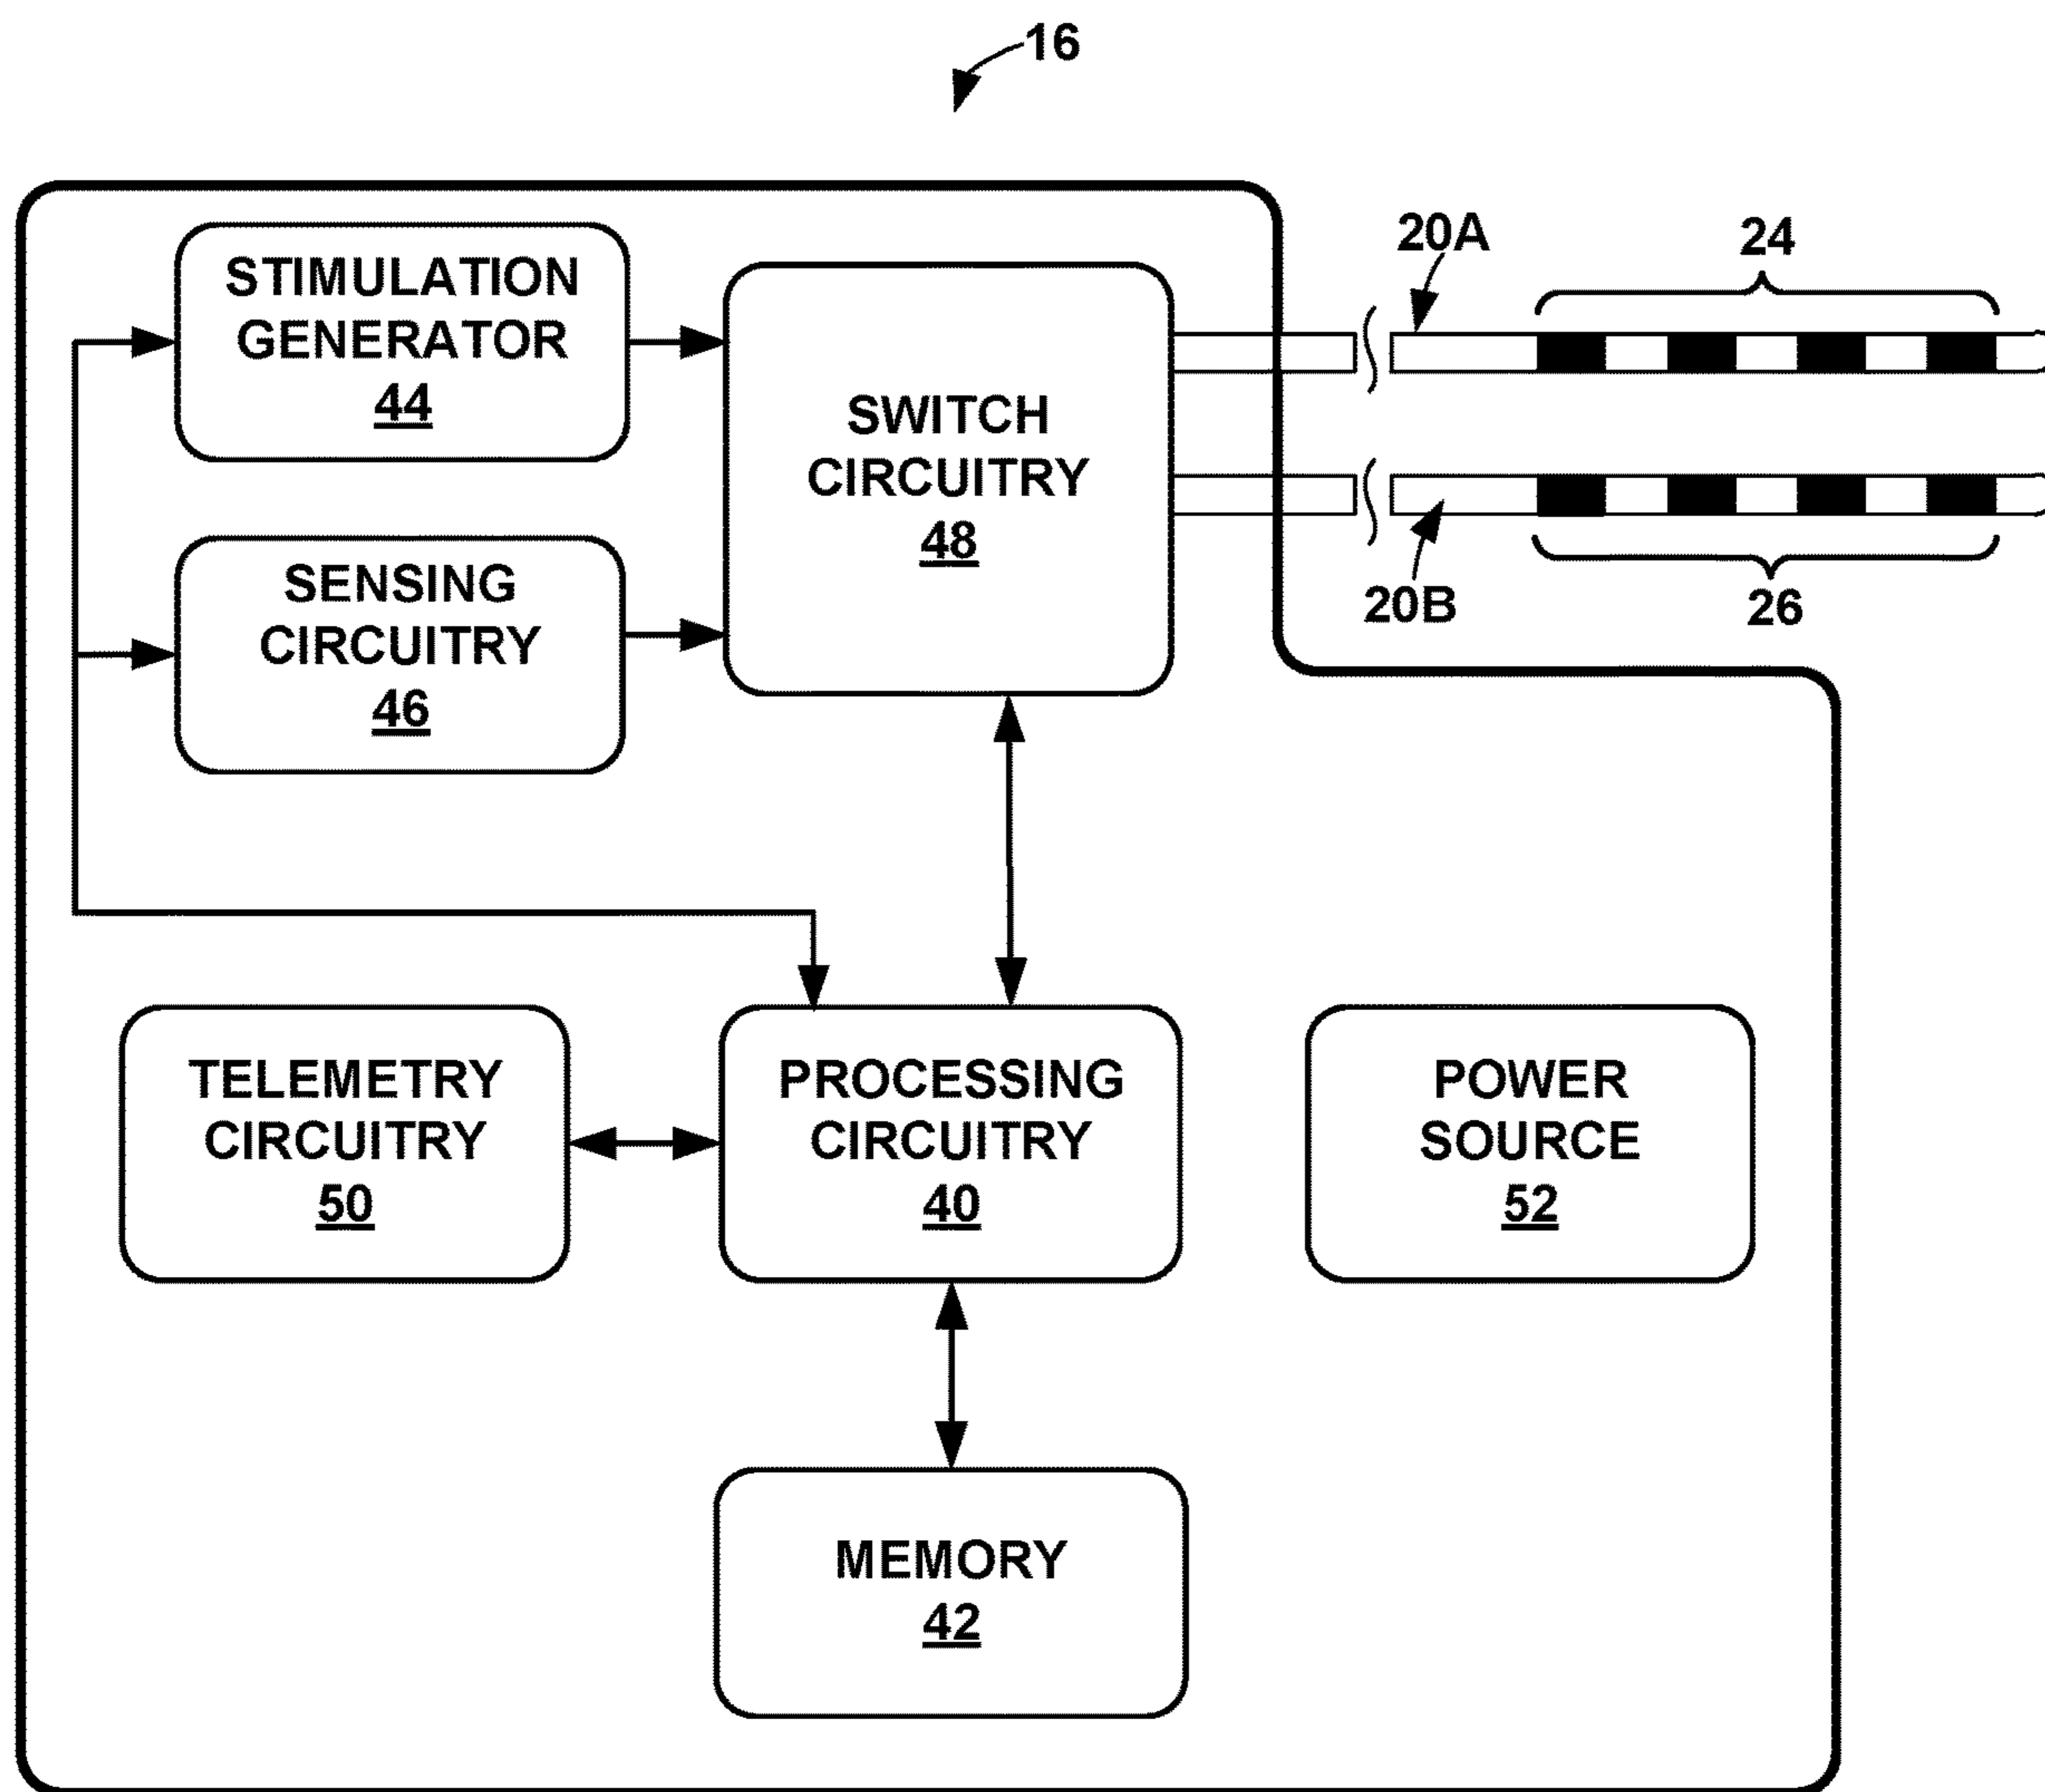 16
STIMULATION
GENERATOR
44
SWITCH
CIRCUITRY
48
20A
24
SENSING
CIRCUITRY
46
20B
26
TELEMETRY
CIRCUITRY
50
PROCESSING
CIRCUITRY
40
POWER
SOURCE
52
MEMORY
42